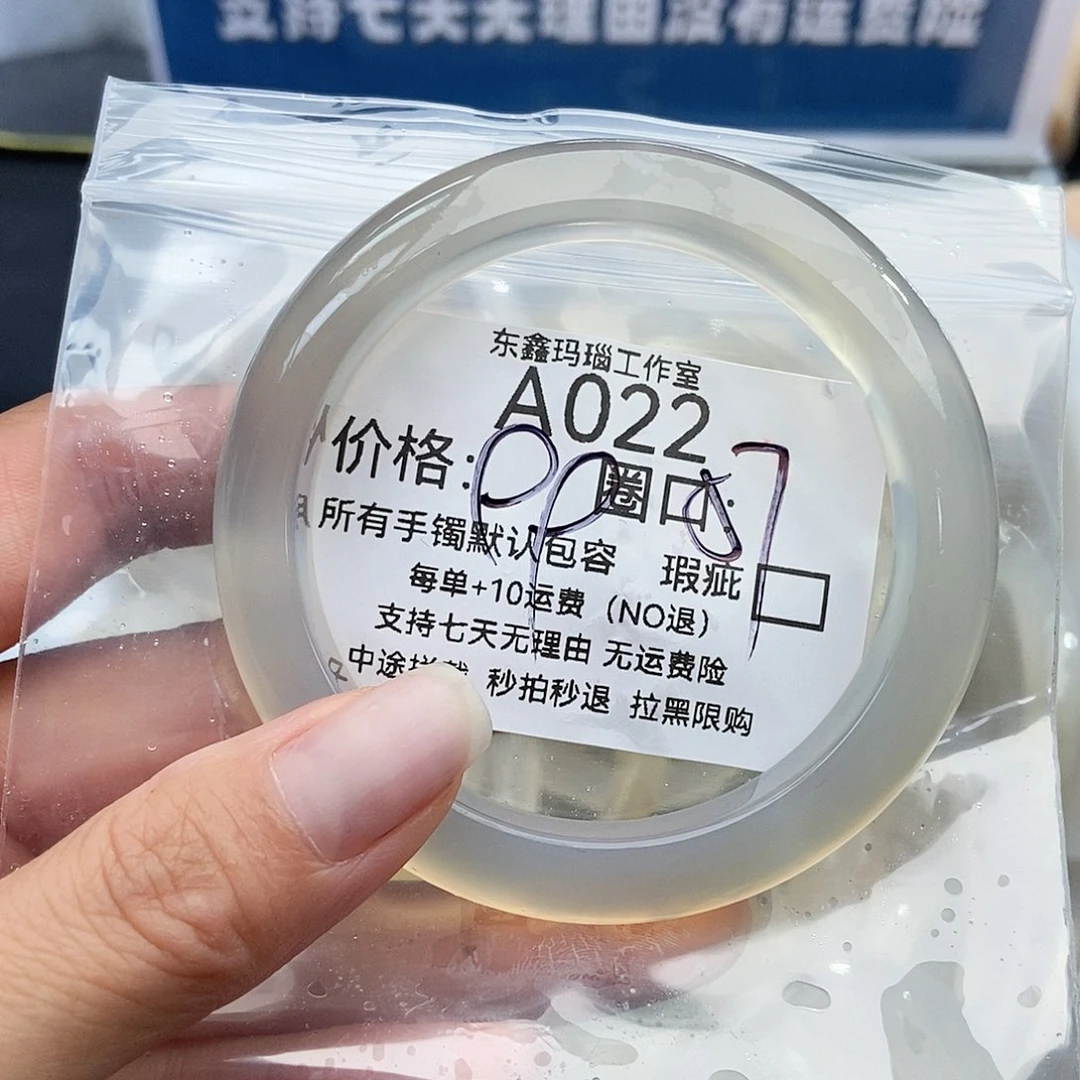 支持七天无理由没有运费险
东鑫玛瑙工作室
A022
价格: 圈口:
所有手镯默认包容 瑕疵
每单+10运费 (NO退)
支持七天无理由 无运费险
中途 秒拍秒退 拉黑限购